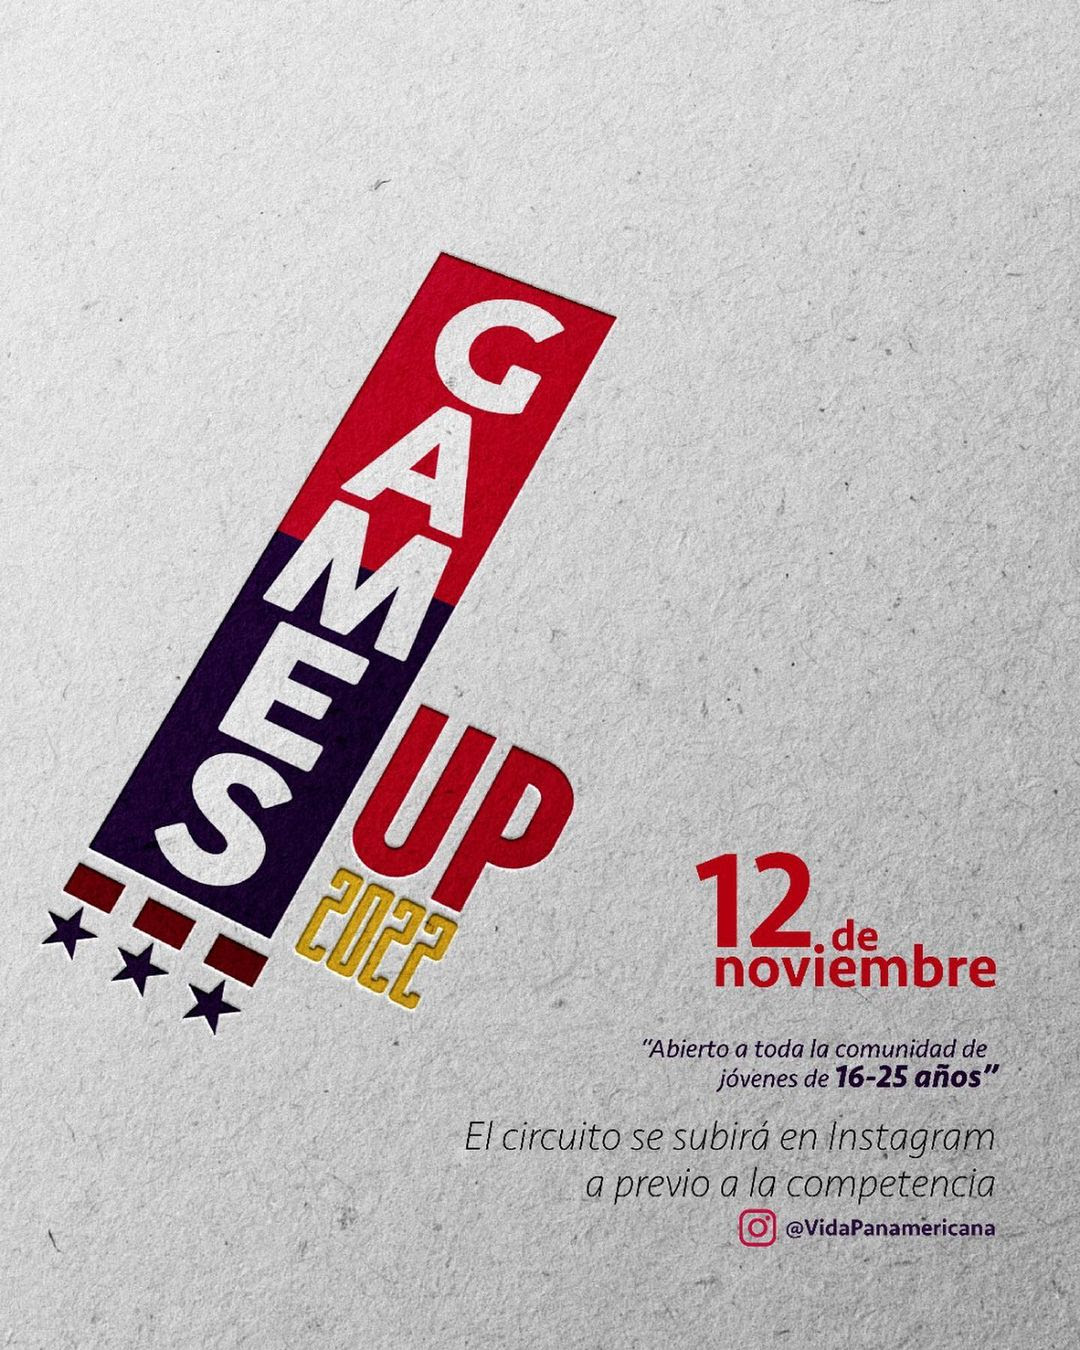 GAMES
UP
2022
12 de
noviembre
“Abierto a toda la comunidad de
jóvenes de 16-25 años”
El circuito se subirá en Instagram
a previo a la competencia
@VidaPanamericana